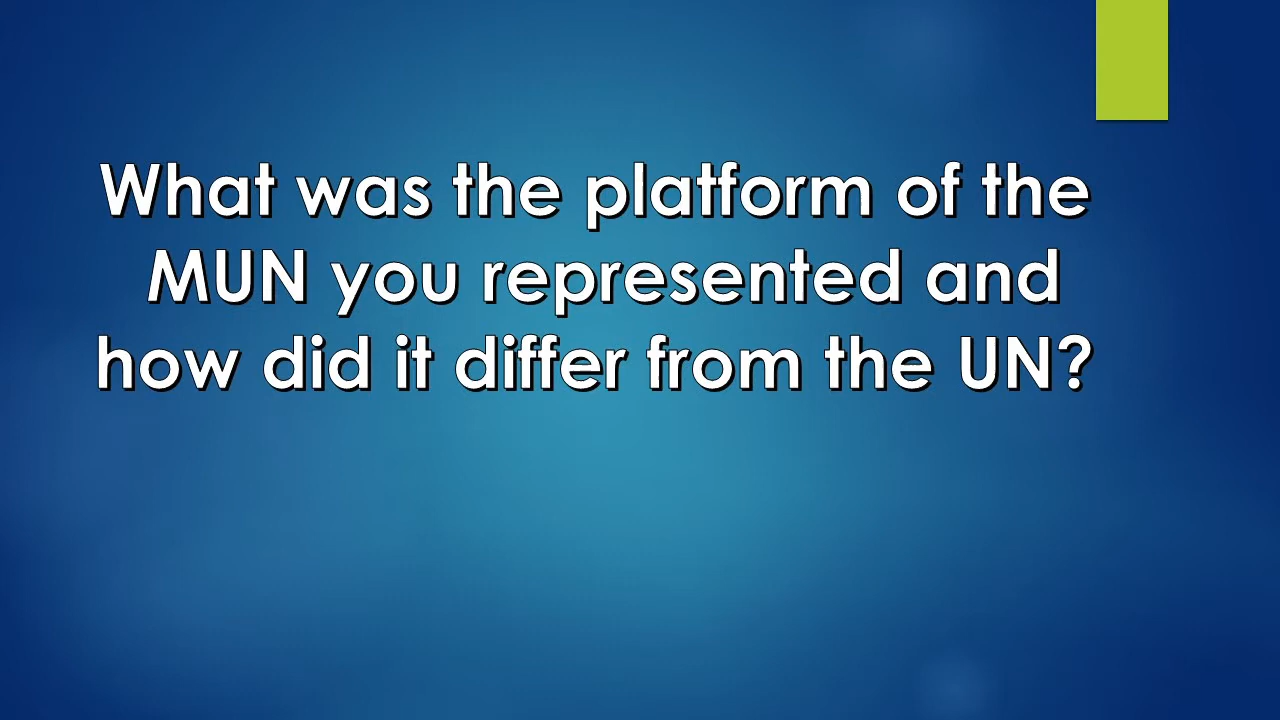 What was the platform of the
MUN you represented and
how did it differ from the UN?